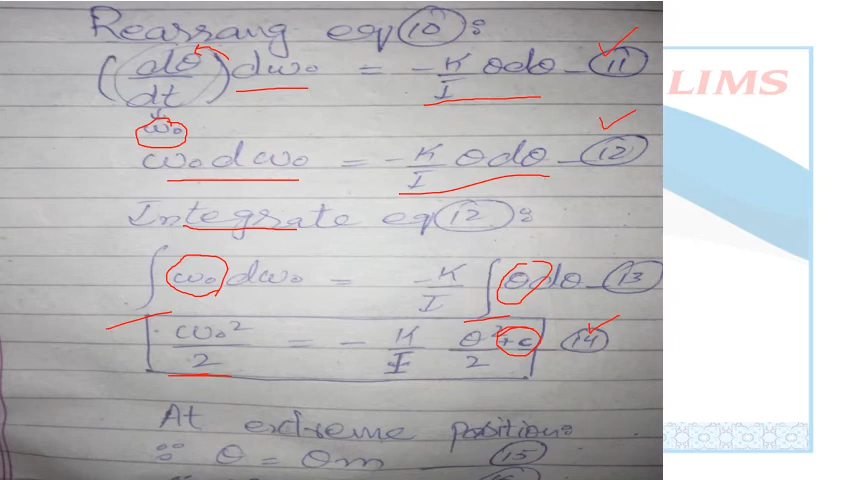 Rearrang eq (10):
(dθ/dt) dω₀ = -K/I θdθ - (11)
ω₀
ω₀dω₀ = -K/I θdθ - (12)
Integrate eq (12):
∫ω₀dω₀ = -K/I ∫θdθ - (13)
ω₀²/2 = - K/I θ²/2 + c (14)
At extreme position:
∵ θ = θm (15)
LIMS